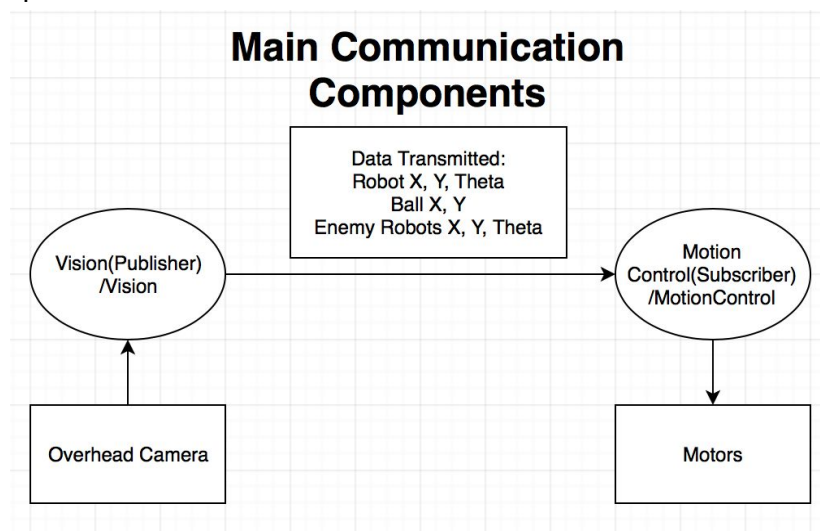 Main Communication
Components
Data Transmitted:
Robot X, Y, Theta
Ball X, Y
Enemy Robots X, Y, Theta
Vision(Publisher)
/Vision
Motion
Control(Subscriber)
/MotionControl
Overhead Camera
Motors